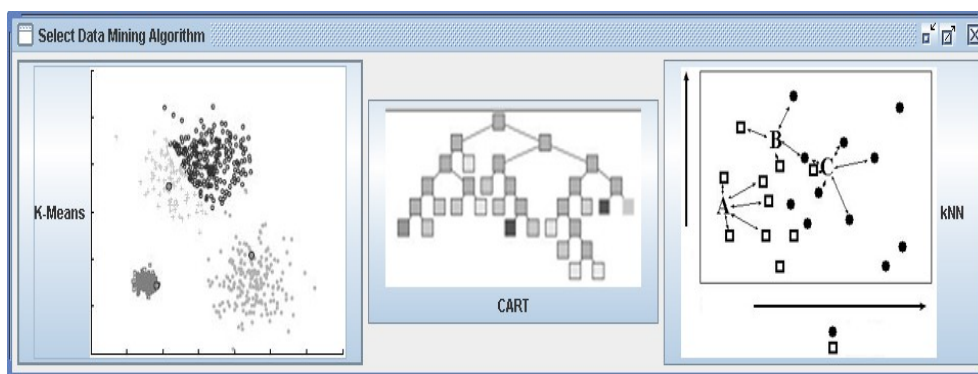 Select Data Mining Algorithm
K-Means
CART
B
C
A
kNN